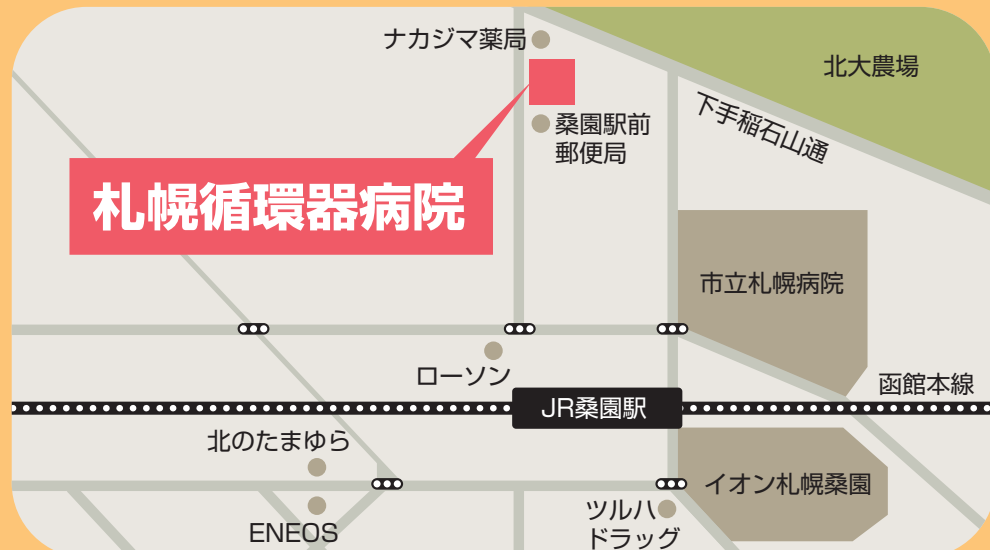 ナカジマ薬局
北大農場
下手稲石山通
桑園駅前
郵便局
札幌循環器病院
市立札幌病院
ローソン
函館本線
JR桑園駅
北のたまゆら
イオン札幌桑園
ツルハ
ドラッグ
ENEOS